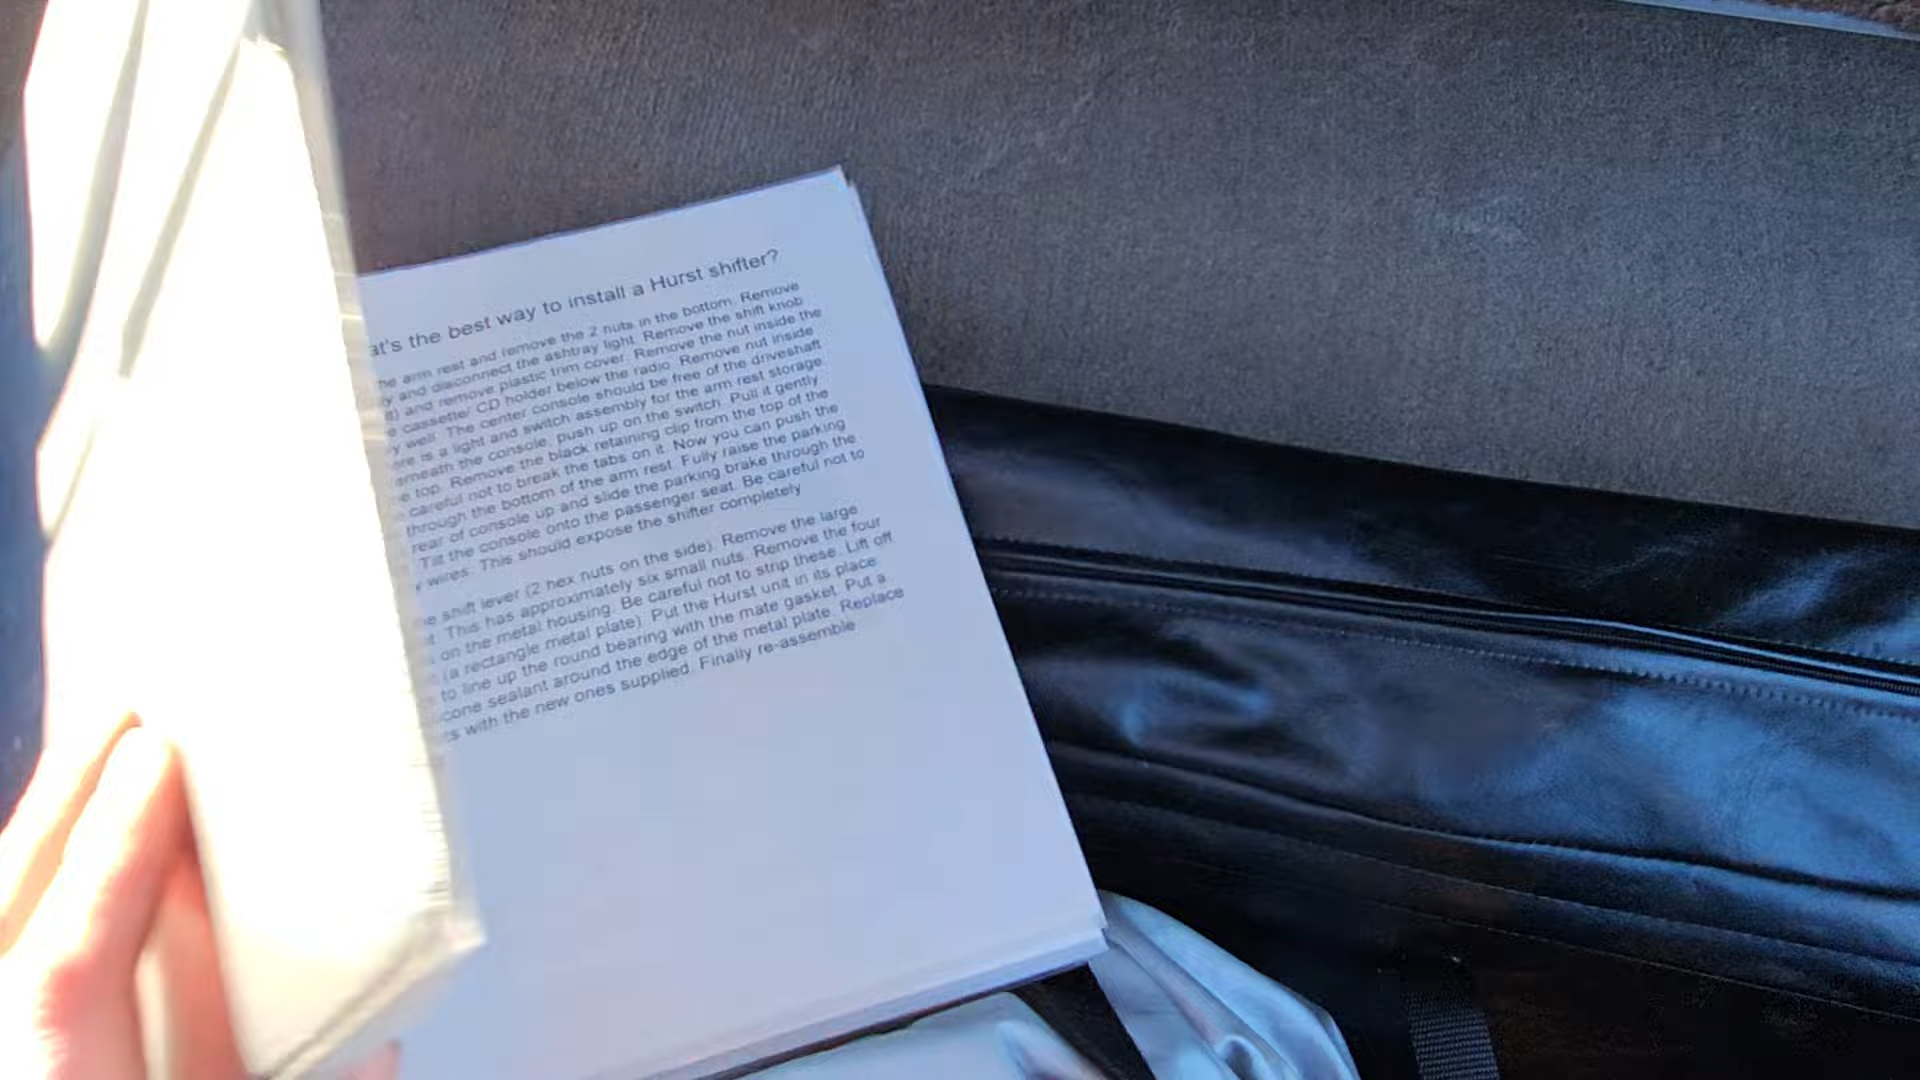 at's the best way to install a Hurst shifter?
he arm rest and remove the 2 nuts in the bottom. Remove
y and disconnect the ashtray light. Remove the shift knob
t) and remove plastic trim cover. Remove the nut inside the
e cassette/ CD holder below the radio. Remove nut inside
y well. The center console should be free of the driveshaft
ere is a light and switch assembly for the arm rest storage.
erneath the console, push up on the switch. Pull it gently
e top. Remove the black retaining clip from the top of the
careful not to break the tabs on it. Now you can push the
through the bottom of the arm rest. Fully raise the parking
rear of console up and slide the parking brake through the
Tilt the console onto the passenger seat. Be careful not to
y wires. This should expose the shifter completely
e shift lever (2 hex nuts on the side). Remove the large
t. This has approximately six small nuts. Remove the four
on the metal housing. Be careful not to strip these. Lift off
(a rectangle metal plate). Put the Hurst unit in its place
to line up the round bearing with the mate gasket. Put a
cone sealant around the edge of the metal plate. Replace
s with the new ones supplied. Finally re-assemble